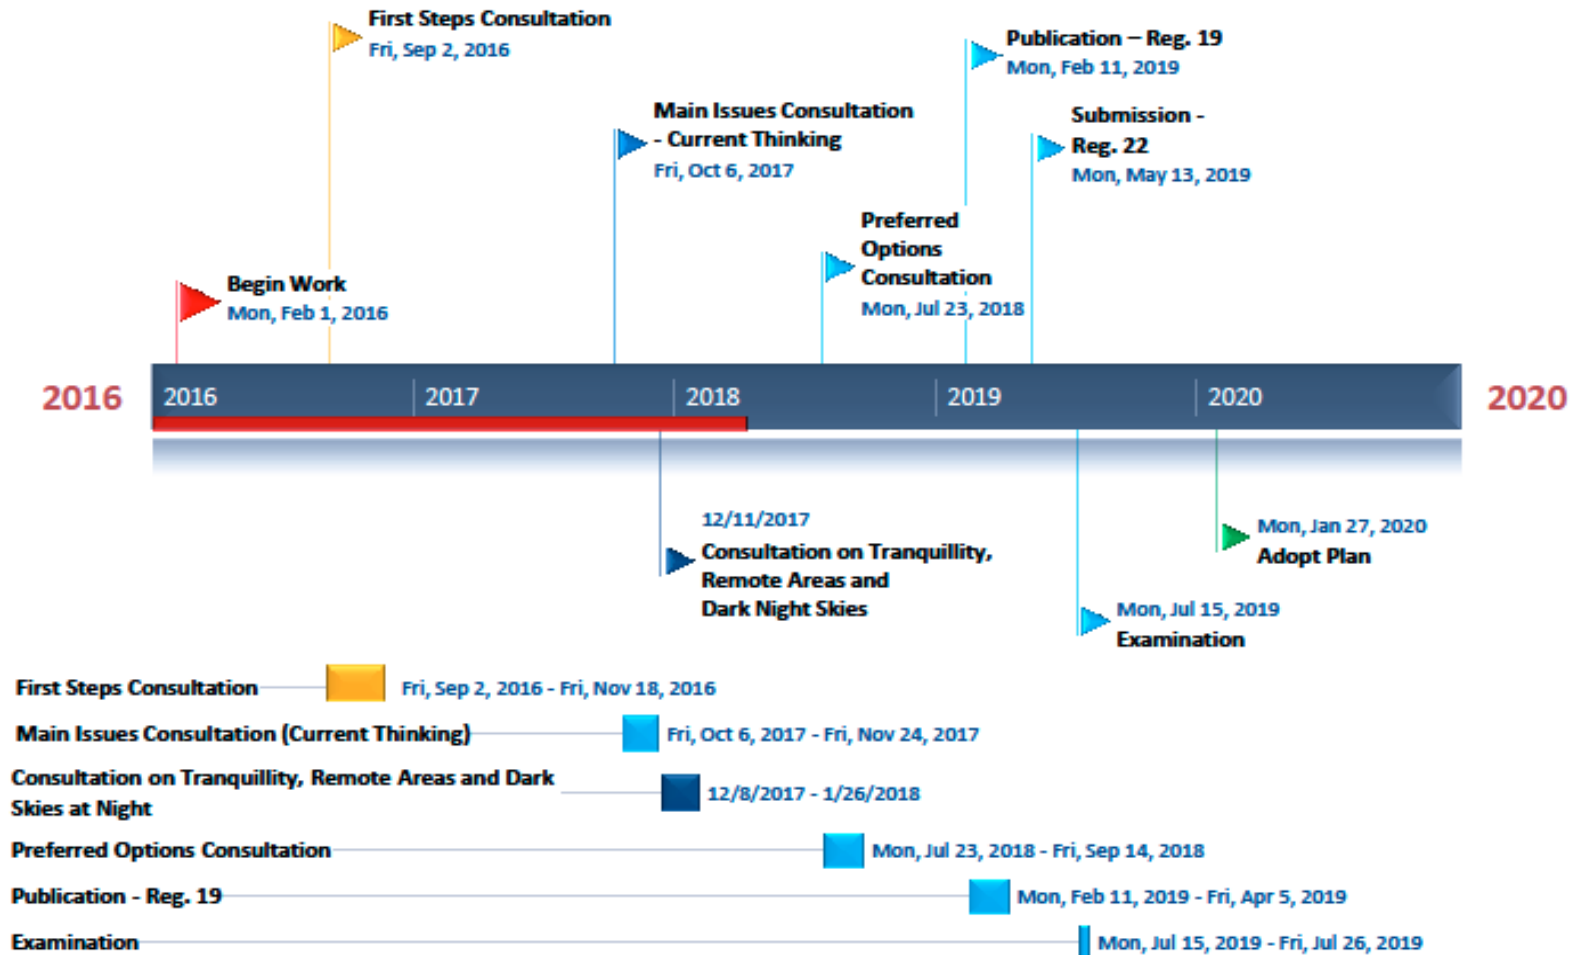 First Steps Consultation
Fri, Sep 2, 2016
Publication – Reg. 19
Mon, Feb 11, 2019
Main Issues Consultation
- Current Thinking
Fri, Oct 6, 2017
Submission -
Reg. 22
Mon, May 13, 2019
Preferred
Options
Consultation
Mon, Jul 23, 2018
Begin Work
Mon, Feb 1, 2016
2016
2016
2017
2018
2019
2020
2020
12/11/2017
Consultation on Tranquillity,
Remote Areas and
Dark Night Skies
Mon, Jan 27, 2020
Adopt Plan
Mon, Jul 15, 2019
Examination
First Steps Consultation
Fri, Sep 2, 2016 - Fri, Nov 18, 2016
Main Issues Consultation (Current Thinking)
Fri, Oct 6, 2017 - Fri, Nov 24, 2017
Consultation on Tranquillity, Remote Areas and Dark
Skies at Night
12/8/2017 - 1/26/2018
Preferred Options Consultation
Mon, Jul 23, 2018 - Fri, Sep 14, 2018
Publication - Reg. 19
Mon, Feb 11, 2019 - Fri, Apr 5, 2019
Examination
Mon, Jul 15, 2019 - Fri, Jul 26, 2019